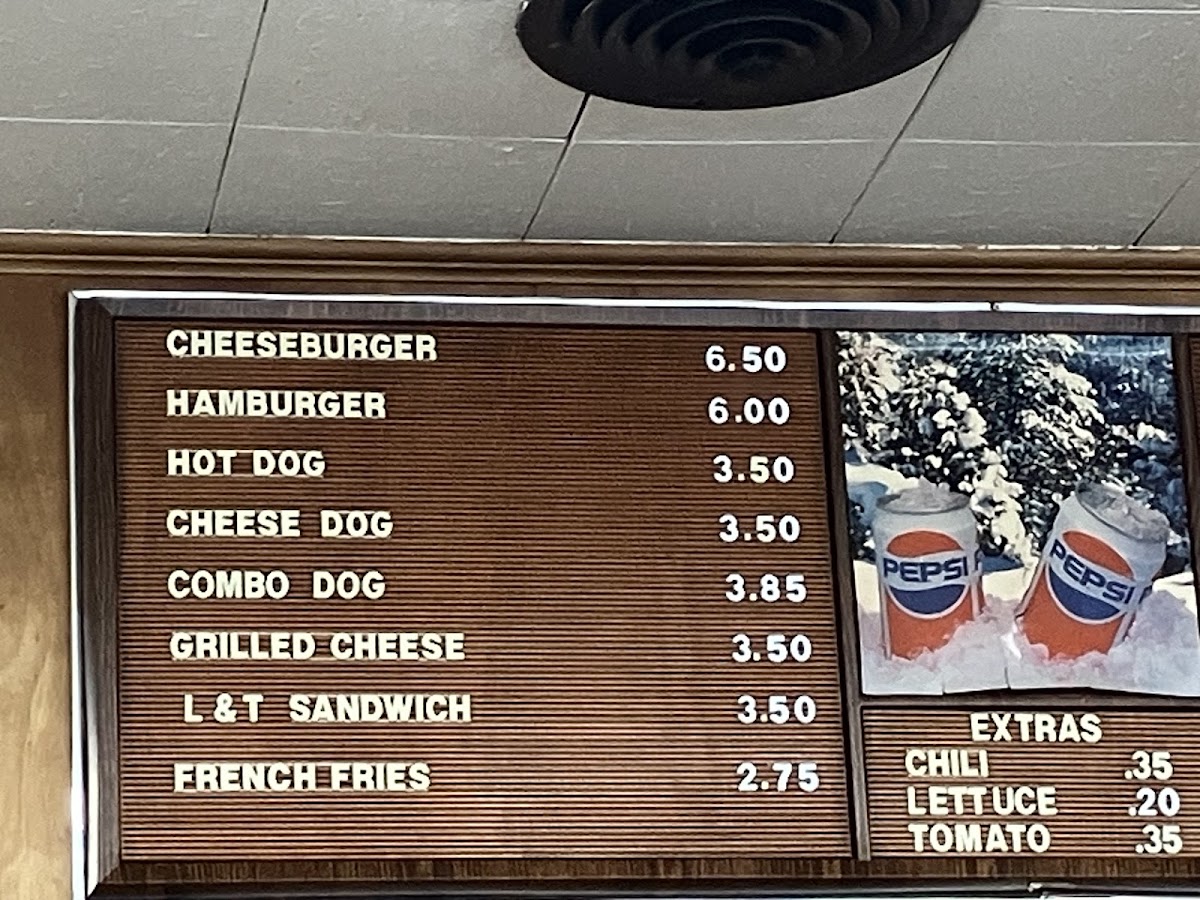 CHEESEBURGER 6.50
HAMBURGER 6.00
HOT DOG 3.50
CHEESE DOG 3.50
COMBO DOG 3.85
GRILLED CHEESE 3.50
L & T SANDWICH 3.50
FRENCH FRIES 2.75
PEPSI PEPSI
EXTRAS
CHILI .35
LETTUCE .20
TOMATO .35